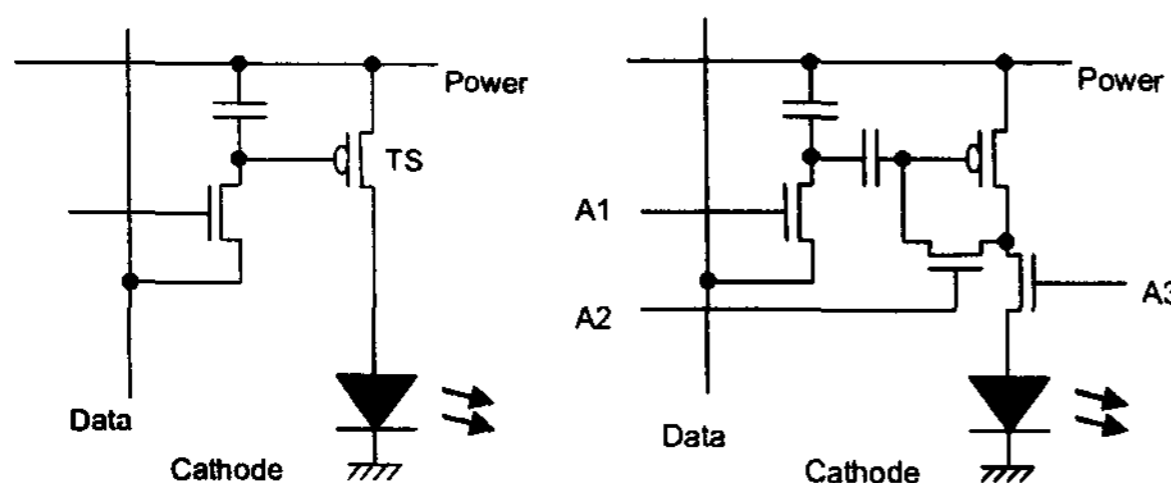 Power
TS
Data
Cathode
Power
A1
A2
A3
Data
Cathode